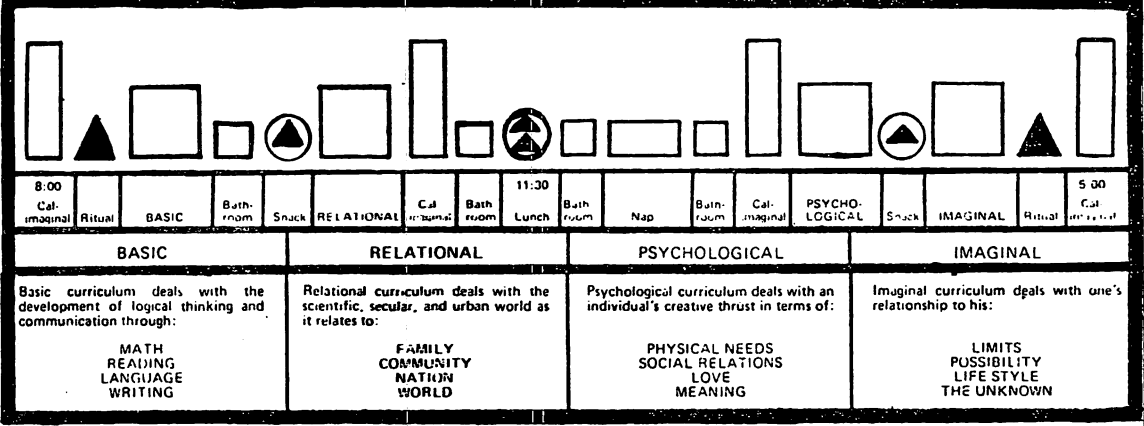 8:00
Cal-
imaginal
Ritual
BASIC
Bath-
room
Snack
RELATIONAL
Cal
imaginal
Bath
room
11:30
Lunch
Bath
room
Nap
Bath-
room
Cal-
imaginal
PSYCHO-
LOGICAL
Snack
IMAGINAL
Ritual
5:00
Cal-
imaginal
BASIC
RELATIONAL
PSYCHOLOGICAL
IMAGINAL
Basic curriculum deals with the
development of logical thinking and
communication through:
MATH
READING
LANGUAGE
WRITING
Relational curriculum deals with the
scientific, secular, and urban world as
it relates to:
FAMILY
COMMUNITY
NATION
WORLD
Psychological curriculum deals with an
individual's creative thrust in terms of:
PHYSICAL NEEDS
SOCIAL RELATIONS
LOVE
MEANING
Imaginal curriculum deals with one's
relationship to his:
LIMITS
POSSIBILITY
LIFE STYLE
THE UNKNOWN